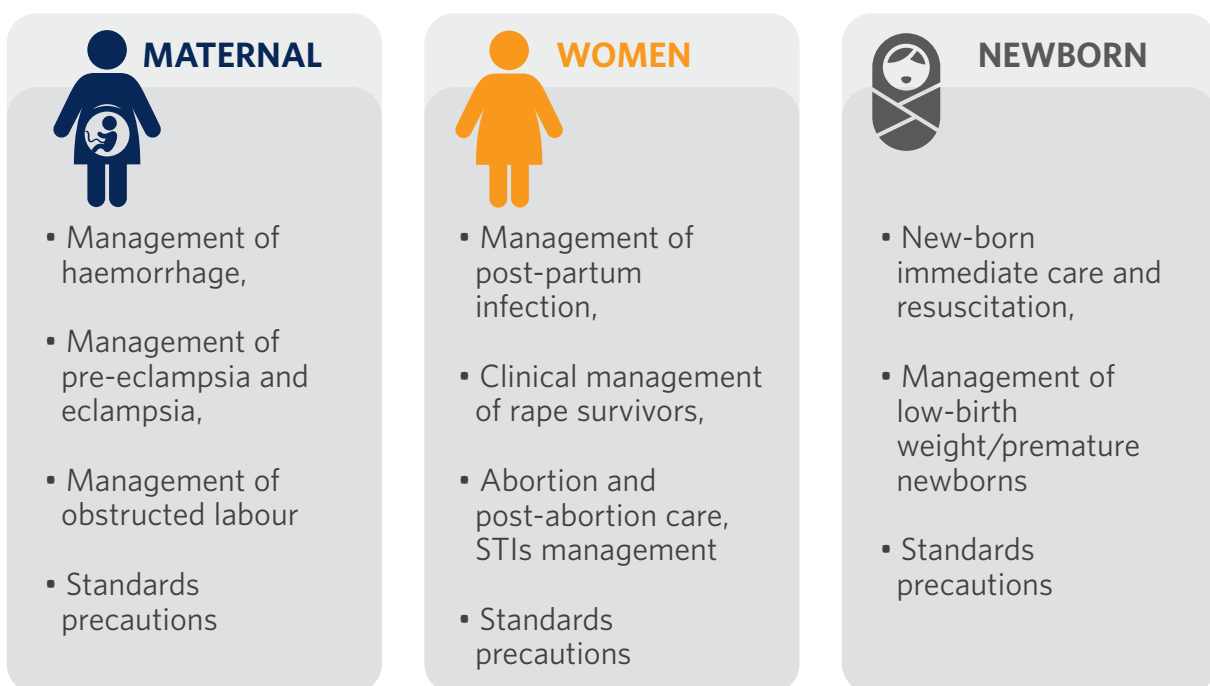 MATERNAL
• Management of
haemorrhage,
• Management of
pre-eclampsia and
eclampsia,
• Management of
obstructed labour
• Standards
precautions
WOMEN
• Management of
post-partum
infection,
• Clinical management
of rape survivors,
• Abortion and
post-abortion care,
STIs management
• Standards
precautions
NEWBORN
• New-born
immediate care and
resuscitation,
• Management of
low-birth
weight/premature
newborns
• Standards
precautions